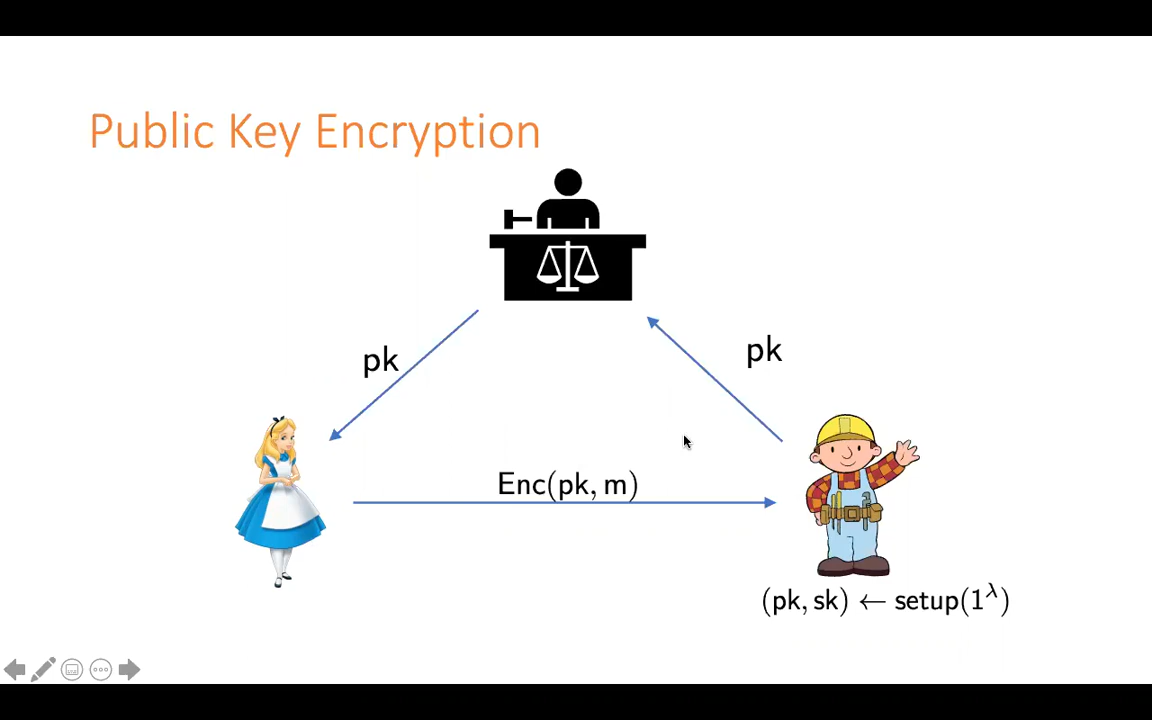 Public Key Encryption
pk
pk
Enc(pk, m)
(pk, sk) ← setup(1^λ)